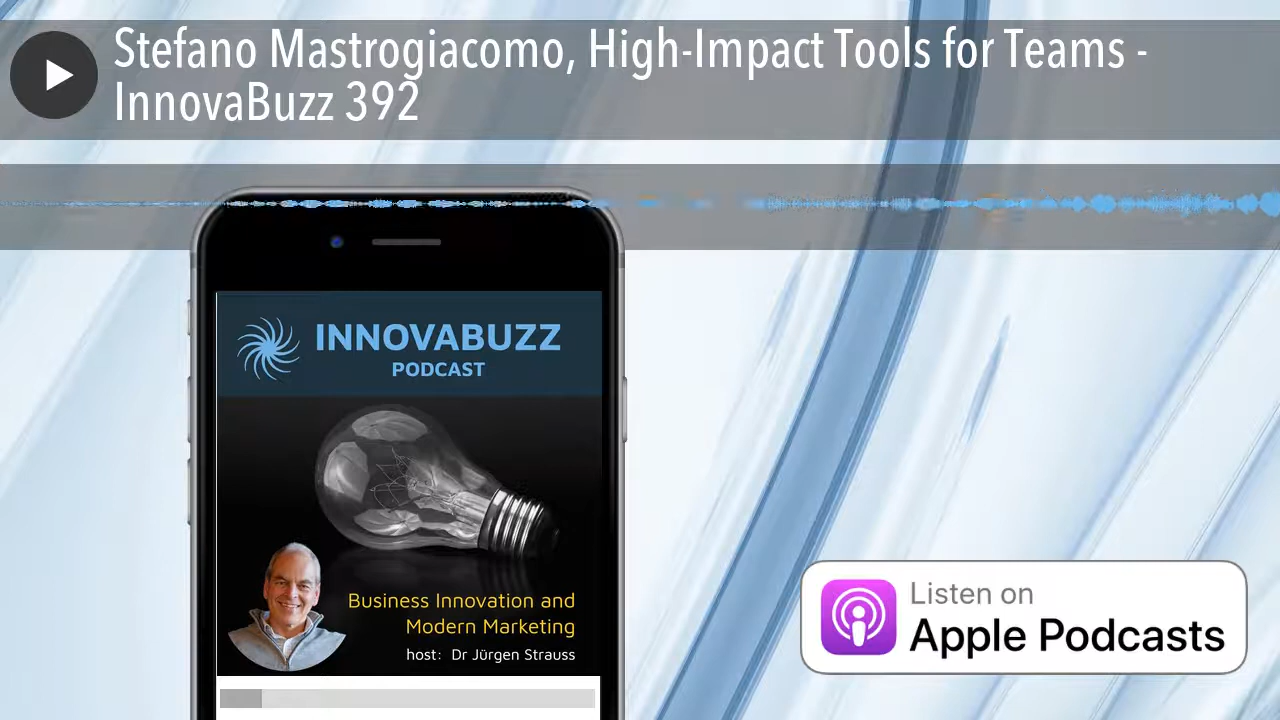 Stefano Mastrogiacomo, High-Impact Tools for Teams -
InnovaBuzz 392
INNOVABUZZ
PODCAST
Business Innovation and
Modern Marketing
host: Dr Jürgen Strauss
Listen on
Apple Podcasts